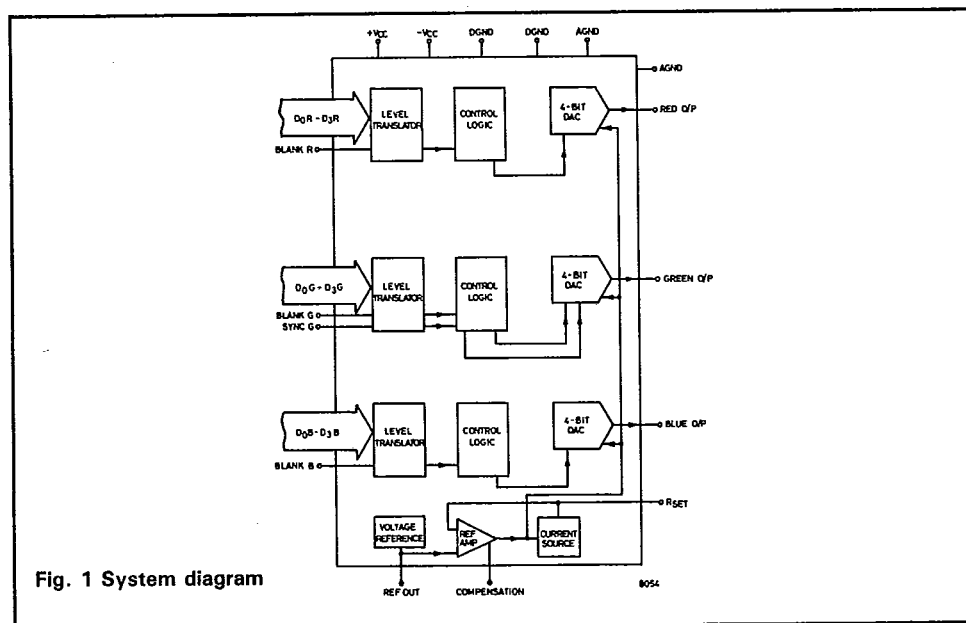 +VCC -VCC DGND DGND AGND
AGND
D0R - D3R
LEVEL
TRANSLATOR
CONTROL
LOGIC
4-BIT
DAC
RED O/P
BLANK R
D0G - D3G
LEVEL
TRANSLATOR
CONTROL
LOGIC
4-BIT
DAC
GREEN O/P
BLANK G
SYNC G
D0B - D3B
LEVEL
TRANSLATOR
CONTROL
LOGIC
4-BIT
DAC
BLUE O/P
BLANK B
RSET
VOLTAGE
REFERENCE
REF
AMP
CURRENT
SOURCE
REF OUT
COMPENSATION
8054
Fig. 1 System diagram